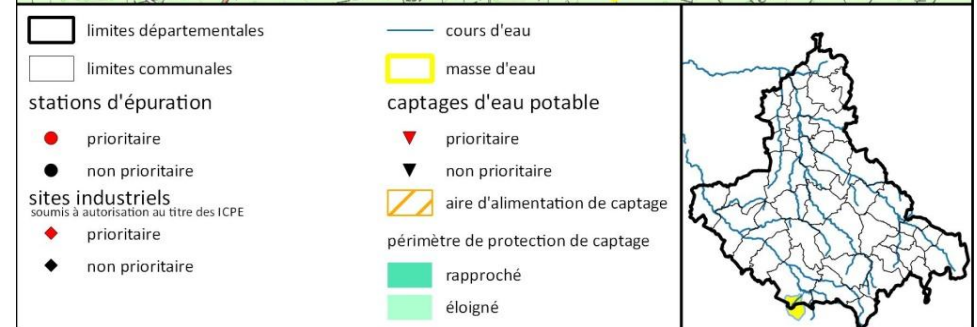 limites départementales
limites communales
stations d'épuration
prioritaire
non prioritaire
sites industriels
soumis à autorisation au titre des ICPE
prioritaire
non prioritaire
cours d'eau
masse d'eau
captages d'eau potable
prioritaire
non prioritaire
aire d'alimentation de captage
périmètre de protection de captage
rapproché
éloigné